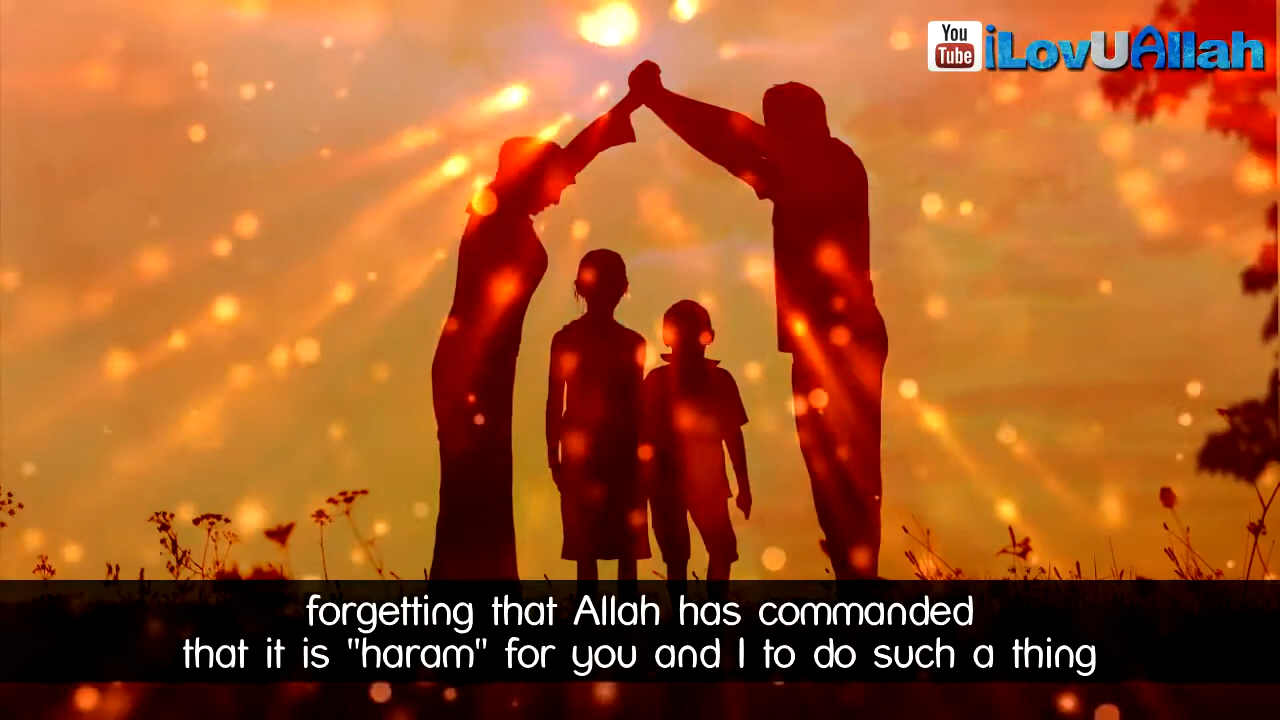 You
Tube
iLovUAllah
forgetting that Allah has commanded
that it is "haram" for you and I to do such a thing